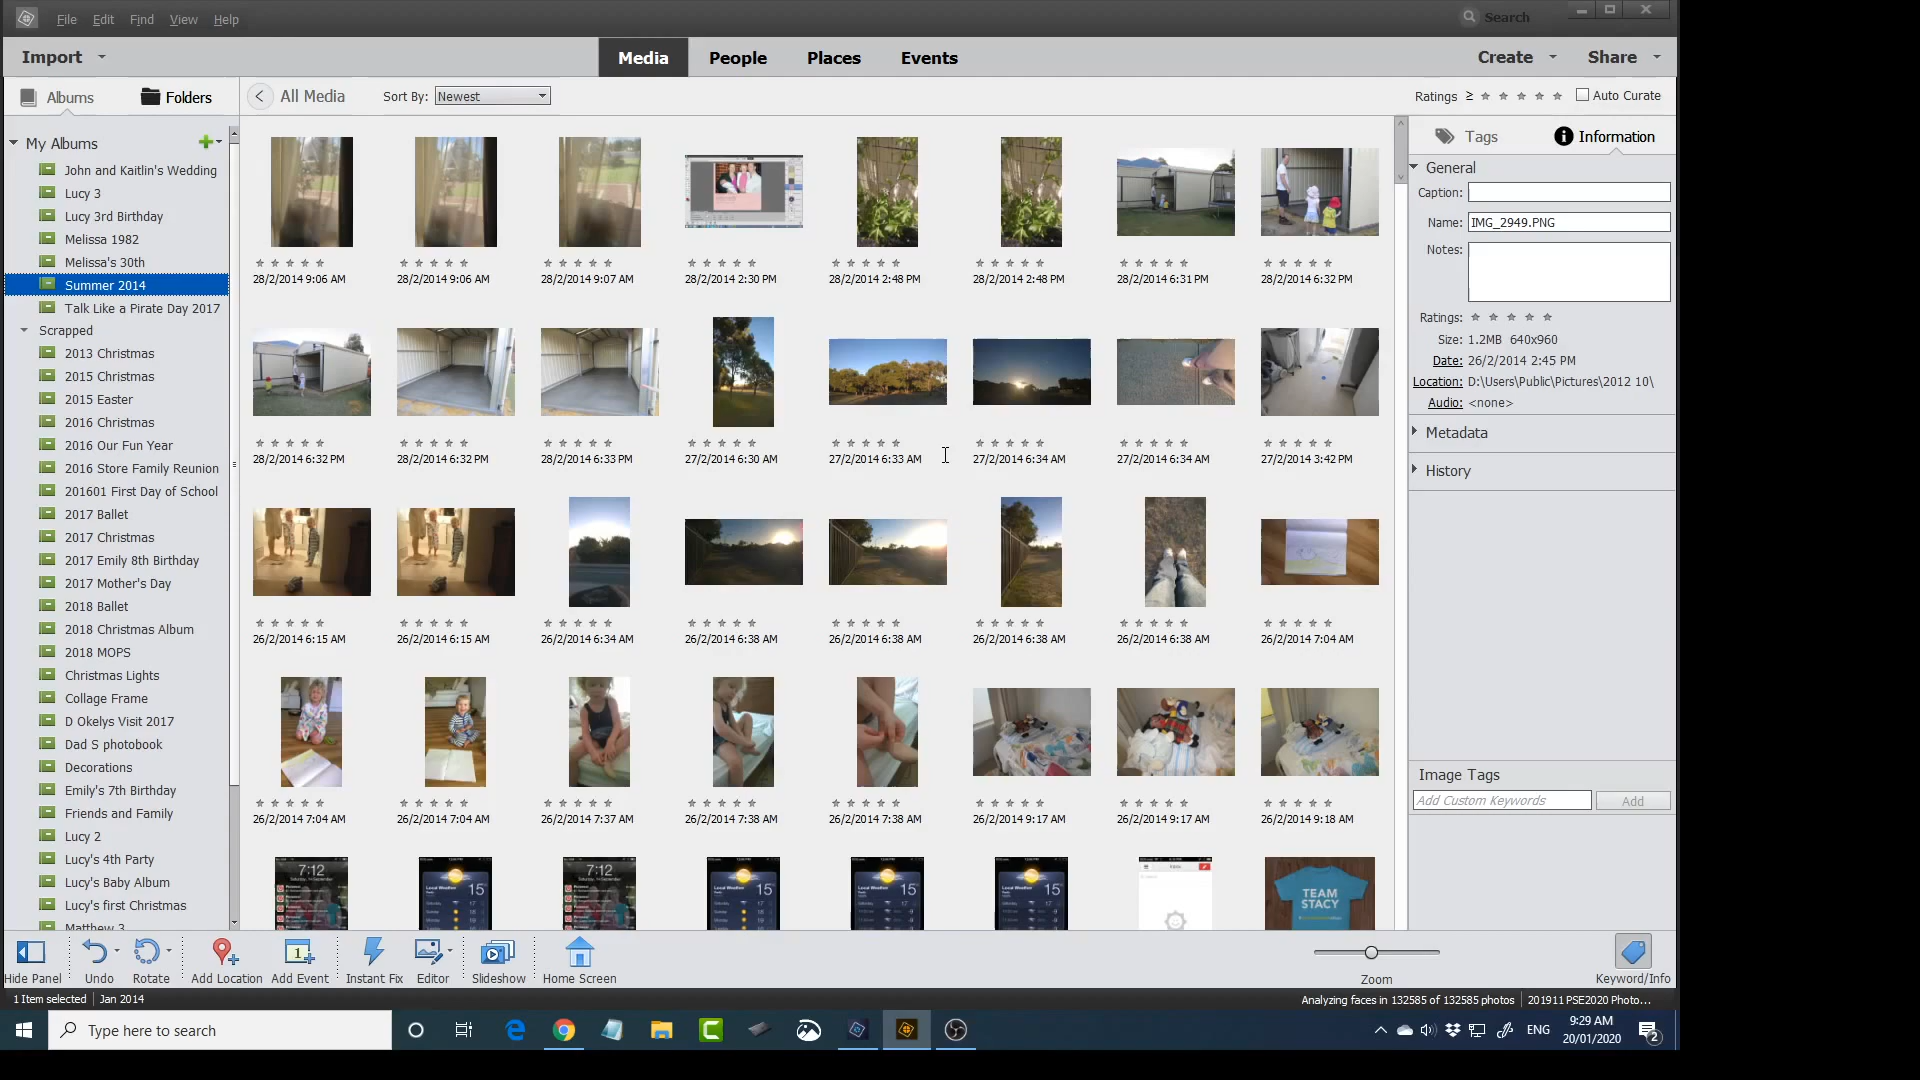 File Edit Find View Help
Search
Import
Media People Places Events
Create Share
Albums Folders
All Media Sort By: Newest
Ratings ≥ Auto Curate
My Albums
John and Kaitlin's Wedding
Lucy 3
Lucy 3rd Birthday
Melissa 1982
Melissa's 30th
Summer 2014
Talk Like a Pirate Day 2017
Scrapped
2013 Christmas
2015 Christmas
2015 Easter
2016 Christmas
2016 Our Fun Year
2016 Store Family Reunion
201601 First Day of School
2017 Ballet
2017 Christmas
2017 Emily 8th Birthday
2017 Mother's Day
2018 Ballet
2018 Christmas Album
2018 MOPS
Christmas Lights
Collage Frame
D Okelys Visit 2017
Dad S photobook
Decorations
Emily's 7th Birthday
Friends and Family
Lucy 2
Lucy's 4th Party
Lucy's Baby Album
Lucy's first Christmas
Matthew 3
28/2/2014 9:06 AM 28/2/2014 9:06 AM 28/2/2014 9:07 AM 28/2/2014 2:30 PM 28/2/2014 2:48 PM 28/2/2014 2:48 PM 28/2/2014 6:31 PM 28/2/2014 6:32 PM
28/2/2014 6:32 PM 28/2/2014 6:32 PM 28/2/2014 6:33 PM 27/2/2014 6:30 AM 27/2/2014 6:33 AM 27/2/2014 6:34 AM 27/2/2014 6:34 AM 27/2/2014 3:42 PM
26/2/2014 6:15 AM 26/2/2014 6:15 AM 26/2/2014 6:34 AM 26/2/2014 6:38 AM 26/2/2014 6:38 AM 26/2/2014 6:38 AM 26/2/2014 6:38 AM 26/2/2014 7:04 AM
26/2/2014 7:04 AM 26/2/2014 7:04 AM 26/2/2014 7:37 AM 26/2/2014 7:38 AM 26/2/2014 7:38 AM 26/2/2014 9:17 AM 26/2/2014 9:17 AM 26/2/2014 9:18 AM
7:12 15 7:12 15 15 15
Local Weather
TEAM
STACY
Tags Information
General
Caption:
Name: IMG_2949.PNG
Notes:
Ratings:
Size: 1.2MB 640x960
Date: 26/2/2014 2:45 PM
Location: D:\Users\Public\Pictures\2012 10\
Audio: <none>
Metadata
History
Image Tags
Add Custom Keywords Add
Hide Panel Undo Rotate Add Location Add Event Instant Fix Editor Slideshow Home Screen Zoom Keyword/Info
1 Item selected Jan 2014
Analyzing faces in 132585 of 132585 photos 201911 PSE2020 Photo...
Type here to search
ENG
9:29 AM
20/01/2020
2